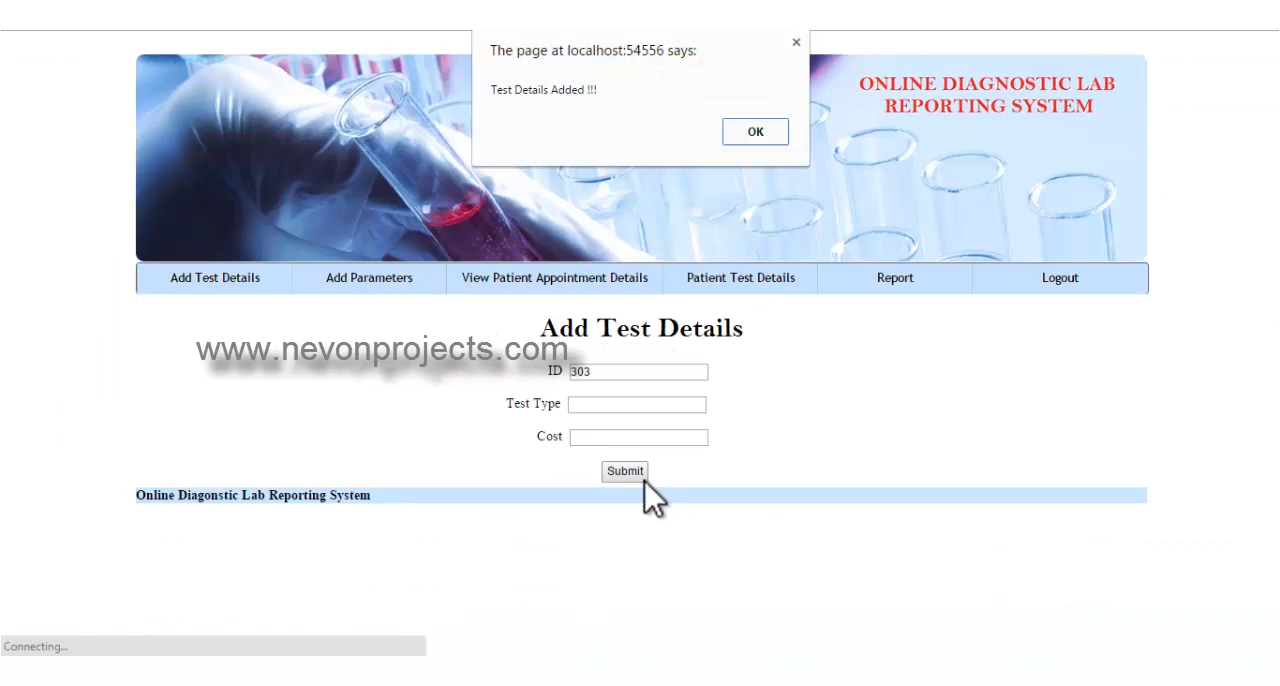 The page at localhost:54556 says:
×
Test Details Added !!!
OK
ONLINE DIAGNOSTIC LAB
REPORTING SYSTEM
Add Test Details
Add Parameters
View Patient Appointment Details
Patient Test Details
Report
Logout
Add Test Details
www.nevonprojects.com
ID 303
Test Type
Cost
Submit
Online Diagonstic Lab Reporting System
Connecting...